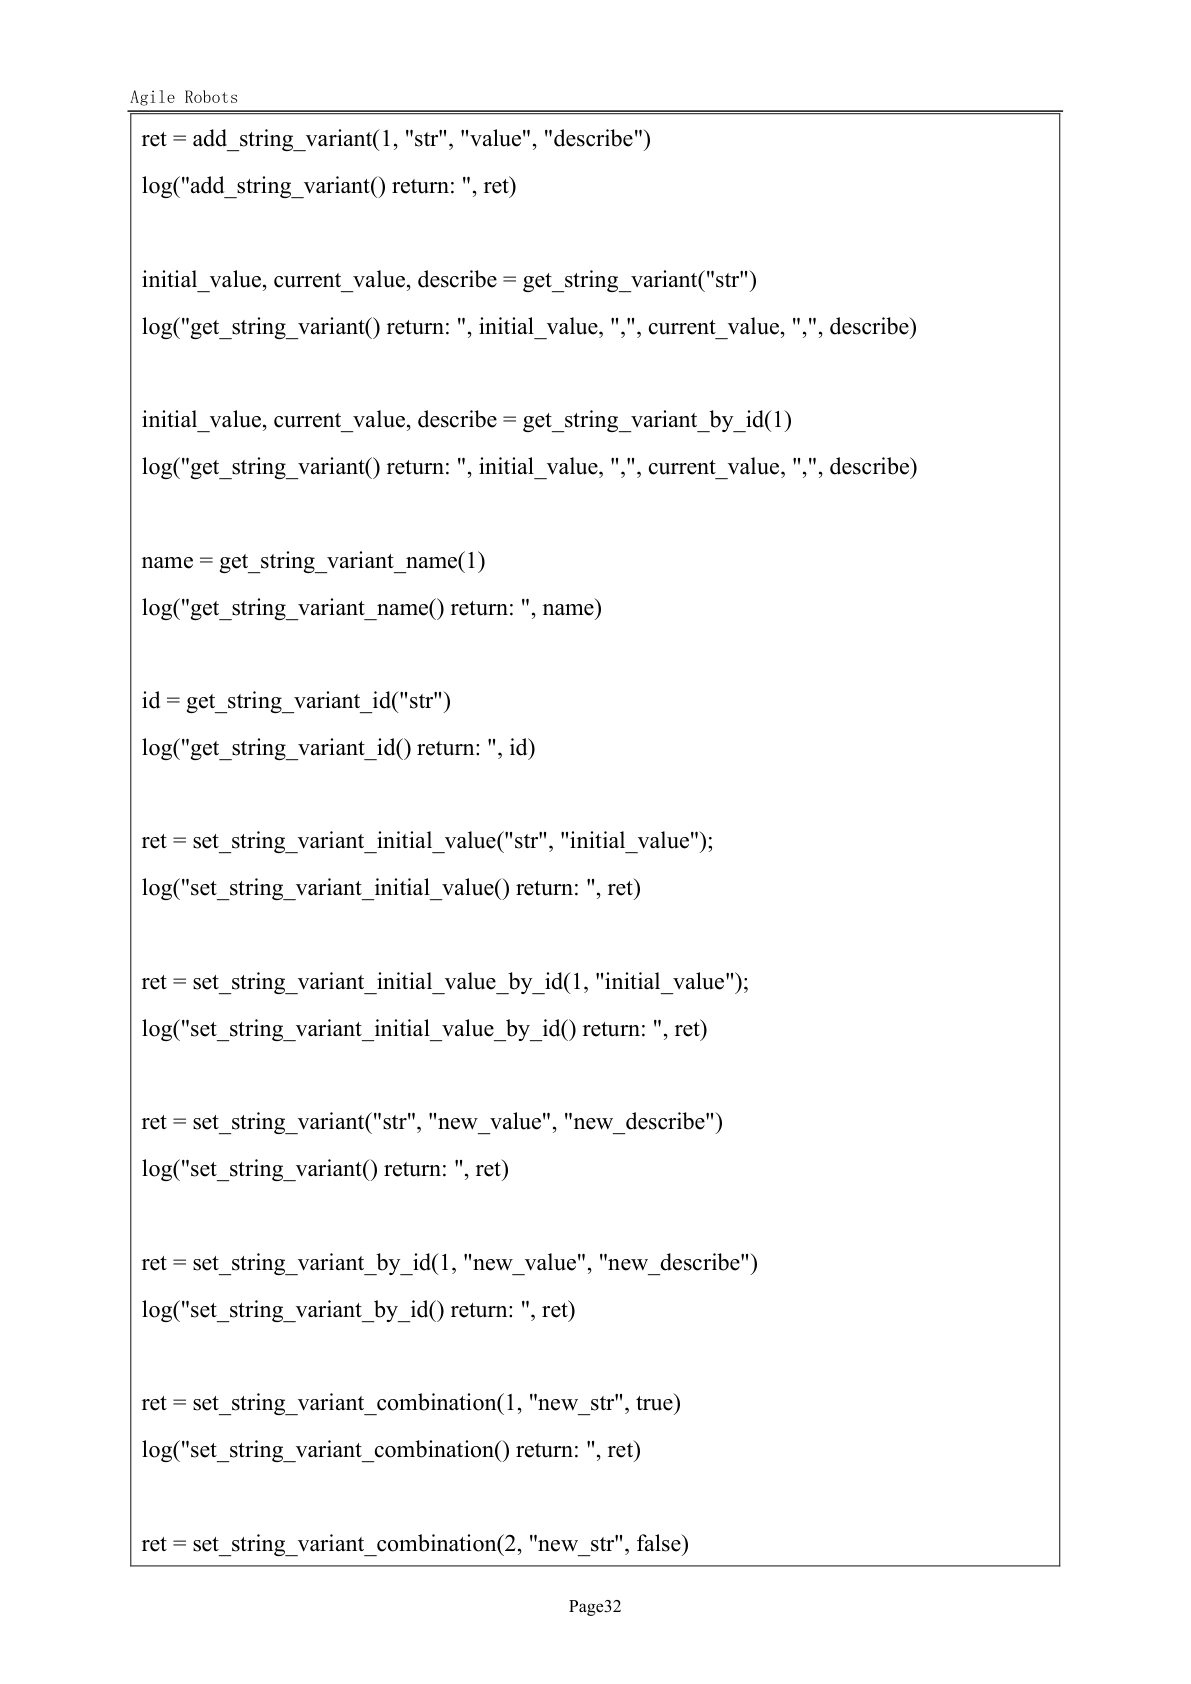 Agile Robots
ret = add_string_variant(1, "str", "value", "describe")
log("add_string_variant() return: ", ret)
initial_value, current_value, describe = get_string_variant("str")
log("get_string_variant() return: ", initial_value, ",", current_value, ",", describe)
initial_value, current_value, describe = get_string_variant_by_id(1)
log("get_string_variant() return: ", initial_value, ",", current_value, ",", describe)
name = get_string_variant_name(1)
log("get_string_variant_name() return: ", name)
id = get_string_variant_id("str")
log("get_string_variant_id() return: ", id)
ret = set_string_variant_initial_value("str", "initial_value");
log("set_string_variant_initial_value() return: ", ret)
ret = set_string_variant_initial_value_by_id(1, "initial_value");
log("set_string_variant_initial_value_by_id() return: ", ret)
ret = set_string_variant("str", "new_value", "new_describe")
log("set_string_variant() return: ", ret)
ret = set_string_variant_by_id(1, "new_value", "new_describe")
log("set_string_variant_by_id() return: ", ret)
ret = set_string_variant_combination(1, "new_str", true)
log("set_string_variant_combination() return: ", ret)
ret = set_string_variant_combination(2, "new_str", false)
Page32